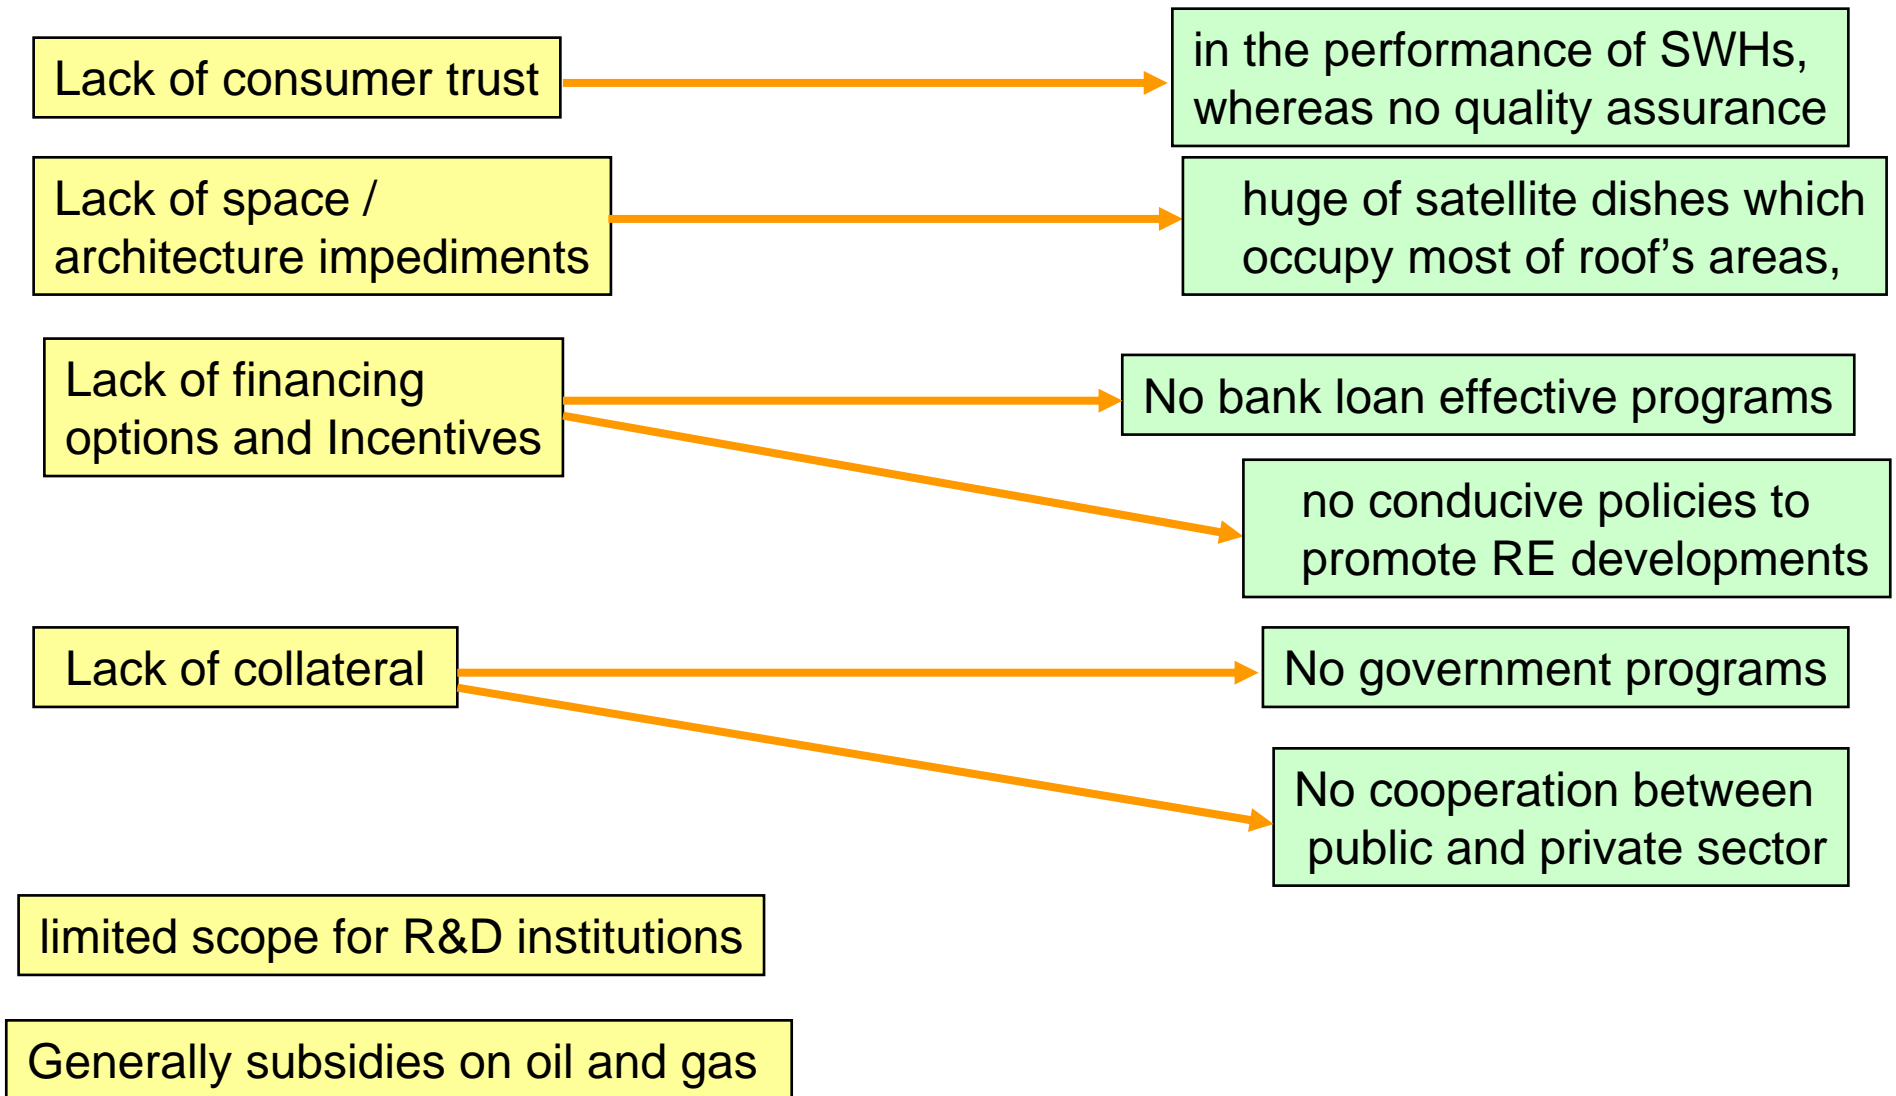 Lack of consumer trust
in the performance of SWHs,
whereas no quality assurance
Lack of space /
architecture impediments
huge of satellite dishes which
occupy most of roof’s areas,
Lack of financing
options and Incentives
No bank loan effective programs
no conducive policies to
promote RE developments
Lack of collateral
No government programs
No cooperation between
public and private sector
limited scope for R&D institutions
Generally subsidies on oil and gas